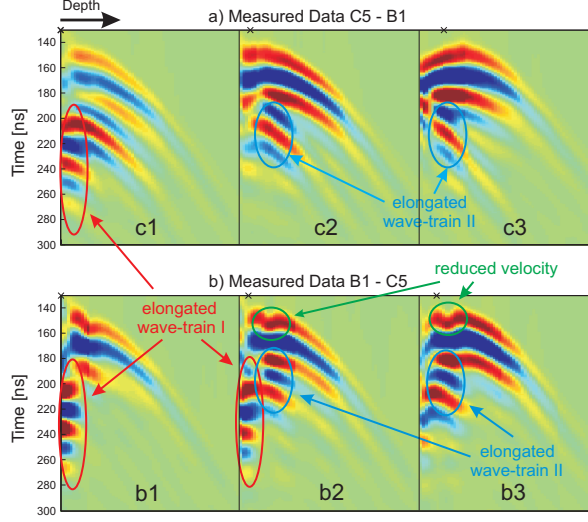 Depth
a) Measured Data C5 - B1
Time [ns]
140
160
180
200
220
240
260
280
300
elongated
wave-train II
c1
c2
c3
b) Measured Data B1 - C5
reduced velocity
Time [ns]
140
160
180
200
220
240
260
280
300
elongated
wave-train I
elongated
wave-train II
b1
b2
b3